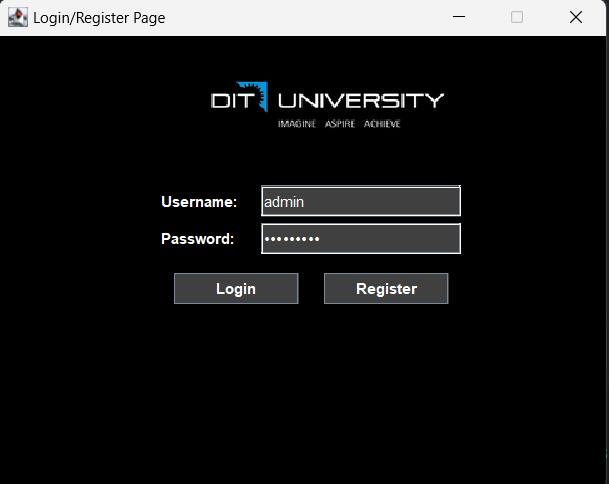 Login/Register Page
DIT UNIVERSITY
IMAGINE ASPIRE ACHIEVE
Username: admin
Password: •••••••••
Login Register